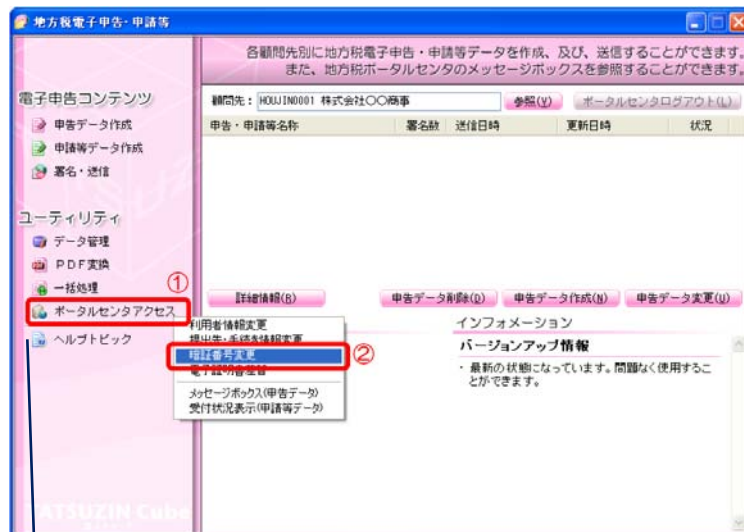 地方税電子申告・申請等
各顧問先別に地方税電子申告・申請等データを作成、及び、送信することができます。
また、地方税ポータルセンタのメッセージボックスを参照することができます。
電子申告コンテンツ
申告データ作成
申請等データ作成
署名・送信
ユーティリティ
データ管理
PDF変換
一括処理
①
ポータルセンタアクセス
ヘルプトピック
顧問先: HOUJIN0001 株式会社〇〇商事
参照(V)
ポータルセンタログアウト(L)
申告・申請等名称 署名数 送信日時 更新日時 状況
詳細情報(R)
申告データ削除(D)
申告データ作成(N)
申告データ変更(U)
利用者情報変更
提出先・手続き情報変更
暗証番号変更
②
電子証明書差替
メッセージボックス(申告データ)
受付状況表示(申請等データ)
インフォメーション
バージョンアップ情報
・ 最新の状態になっています。問題なく使用するこ
とができます。
TATSUZIN Cube